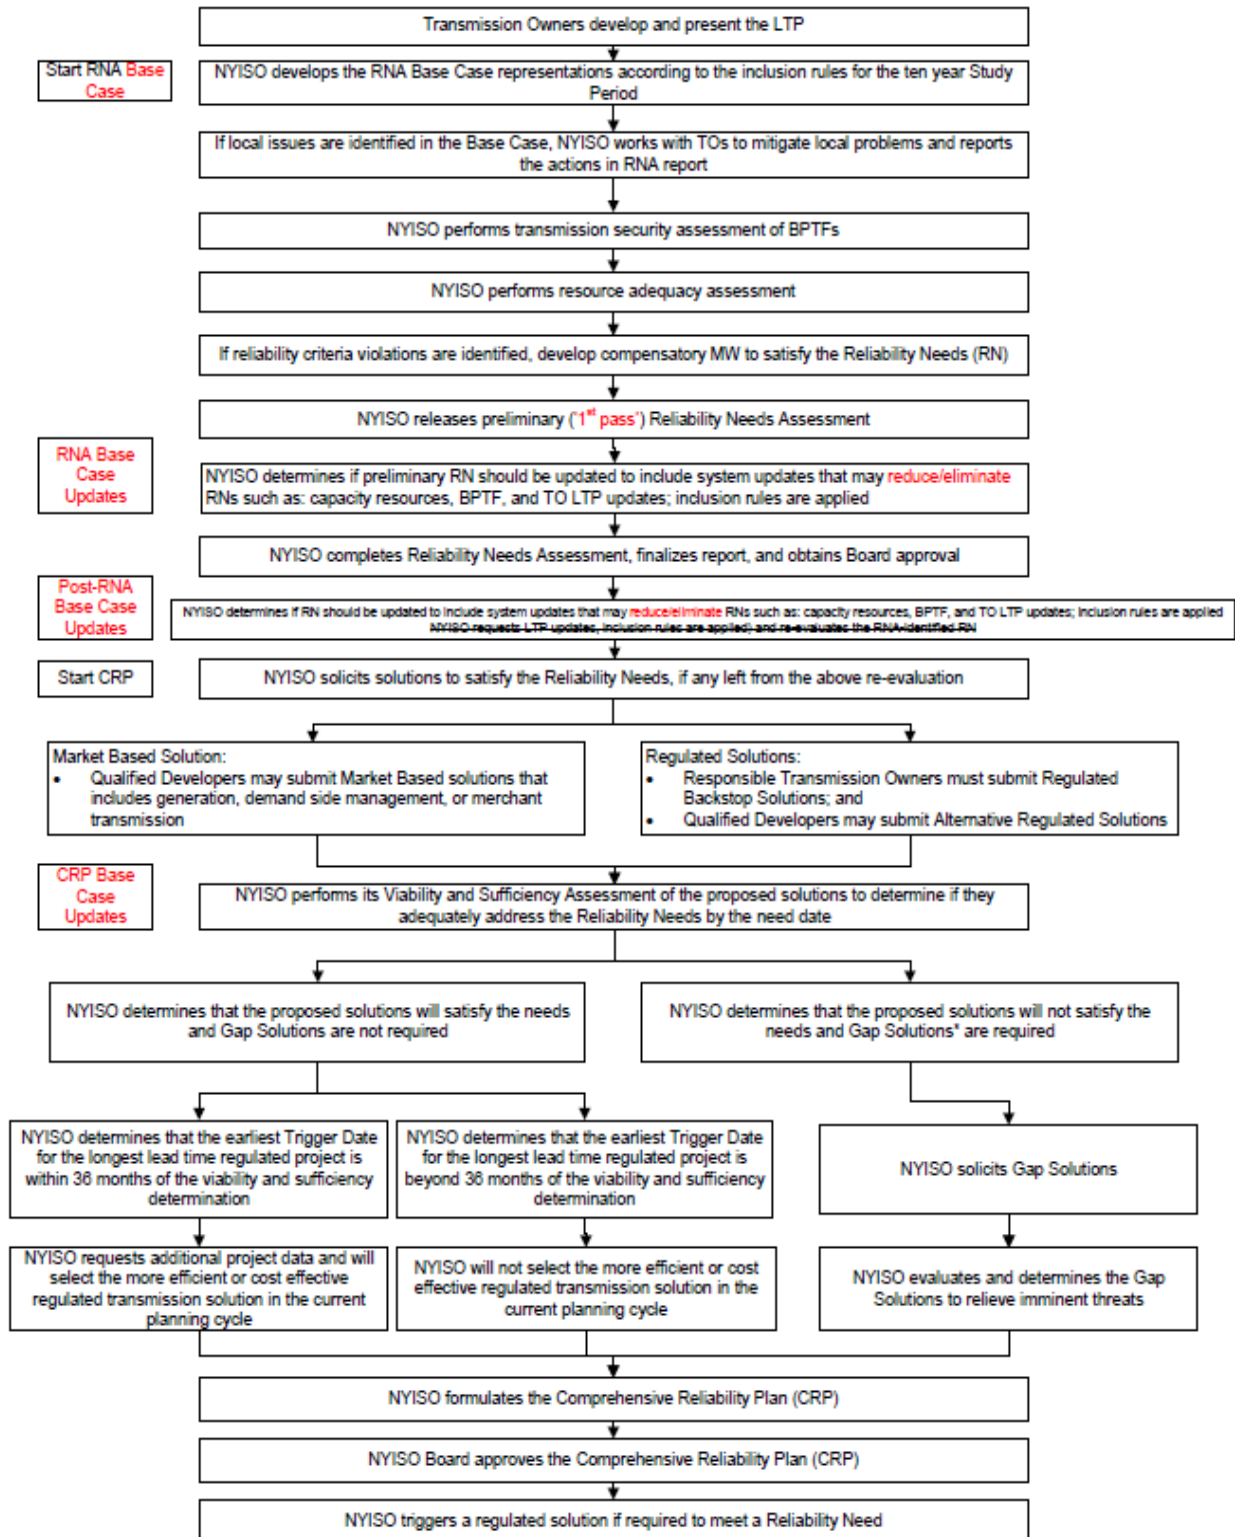 Transmission Owners develop and present the LTP
Start RNA Base
Case
NYISO develops the RNA Base Case representations according to the inclusion rules for the ten year Study
Period
If local issues are identified in the Base Case, NYISO works with TOs to mitigate local problems and reports
the actions in RNA report
NYISO performs transmission security assessment of BPTFs
NYISO performs resource adequacy assessment
If reliability criteria violations are identified, develop compensatory MW to satisfy the Reliability Needs (RN)
NYISO releases preliminary ('1st pass') Reliability Needs Assessment
RNA Base
Case
Updates
NYISO determines if preliminary RN should be updated to include system updates that may reduce/eliminate
RNs such as: capacity resources, BPTF, and TO LTP updates; inclusion rules are applied
NYISO completes Reliability Needs Assessment, finalizes report, and obtains Board approval
Post-RNA
Base Case
Updates
NYISO determines if RN should be updated to include system updates that may reduce/eliminate RNs such as: capacity resources, BPTF, and TO LTP updates; inclusion rules are applied
NYISO requests LTP updates, inclusion rules are applied) and re-evaluates the RNA-identified RN
Start CRP
NYISO solicits solutions to satisfy the Reliability Needs, if any left from the above re-evaluation
Market Based Solution:
• Qualified Developers may submit Market Based solutions that
includes generation, demand side management, or merchant
transmission
Regulated Solutions:
• Responsible Transmission Owners must submit Regulated
Backstop Solutions; and
• Qualified Developers may submit Alternative Regulated Solutions
CRP Base
Case
Updates
NYISO performs its Viability and Sufficiency Assessment of the proposed solutions to determine if they
adequately address the Reliability Needs by the need date
NYISO determines that the proposed solutions will satisfy the needs
and Gap Solutions are not required
NYISO determines that the proposed solutions will not satisfy the
needs and Gap Solutions* are required
NYISO determines that the earliest Trigger Date
for the longest lead time regulated project is
within 36 months of the viability and sufficiency
determination
NYISO determines that the earliest Trigger Date
for the longest lead time regulated project is
beyond 36 months of the viability and sufficiency
determination
NYISO solicits Gap Solutions
NYISO requests additional project data and will
select the more efficient or cost effective
regulated transmission solution in the current
planning cycle
NYISO will not select the more efficient or cost
effective regulated transmission solution in the
current planning cycle
NYISO evaluates and determines the Gap
Solutions to relieve imminent threats
NYISO formulates the Comprehensive Reliability Plan (CRP)
NYISO Board approves the Comprehensive Reliability Plan (CRP)
NYISO triggers a regulated solution if required to meet a Reliability Need